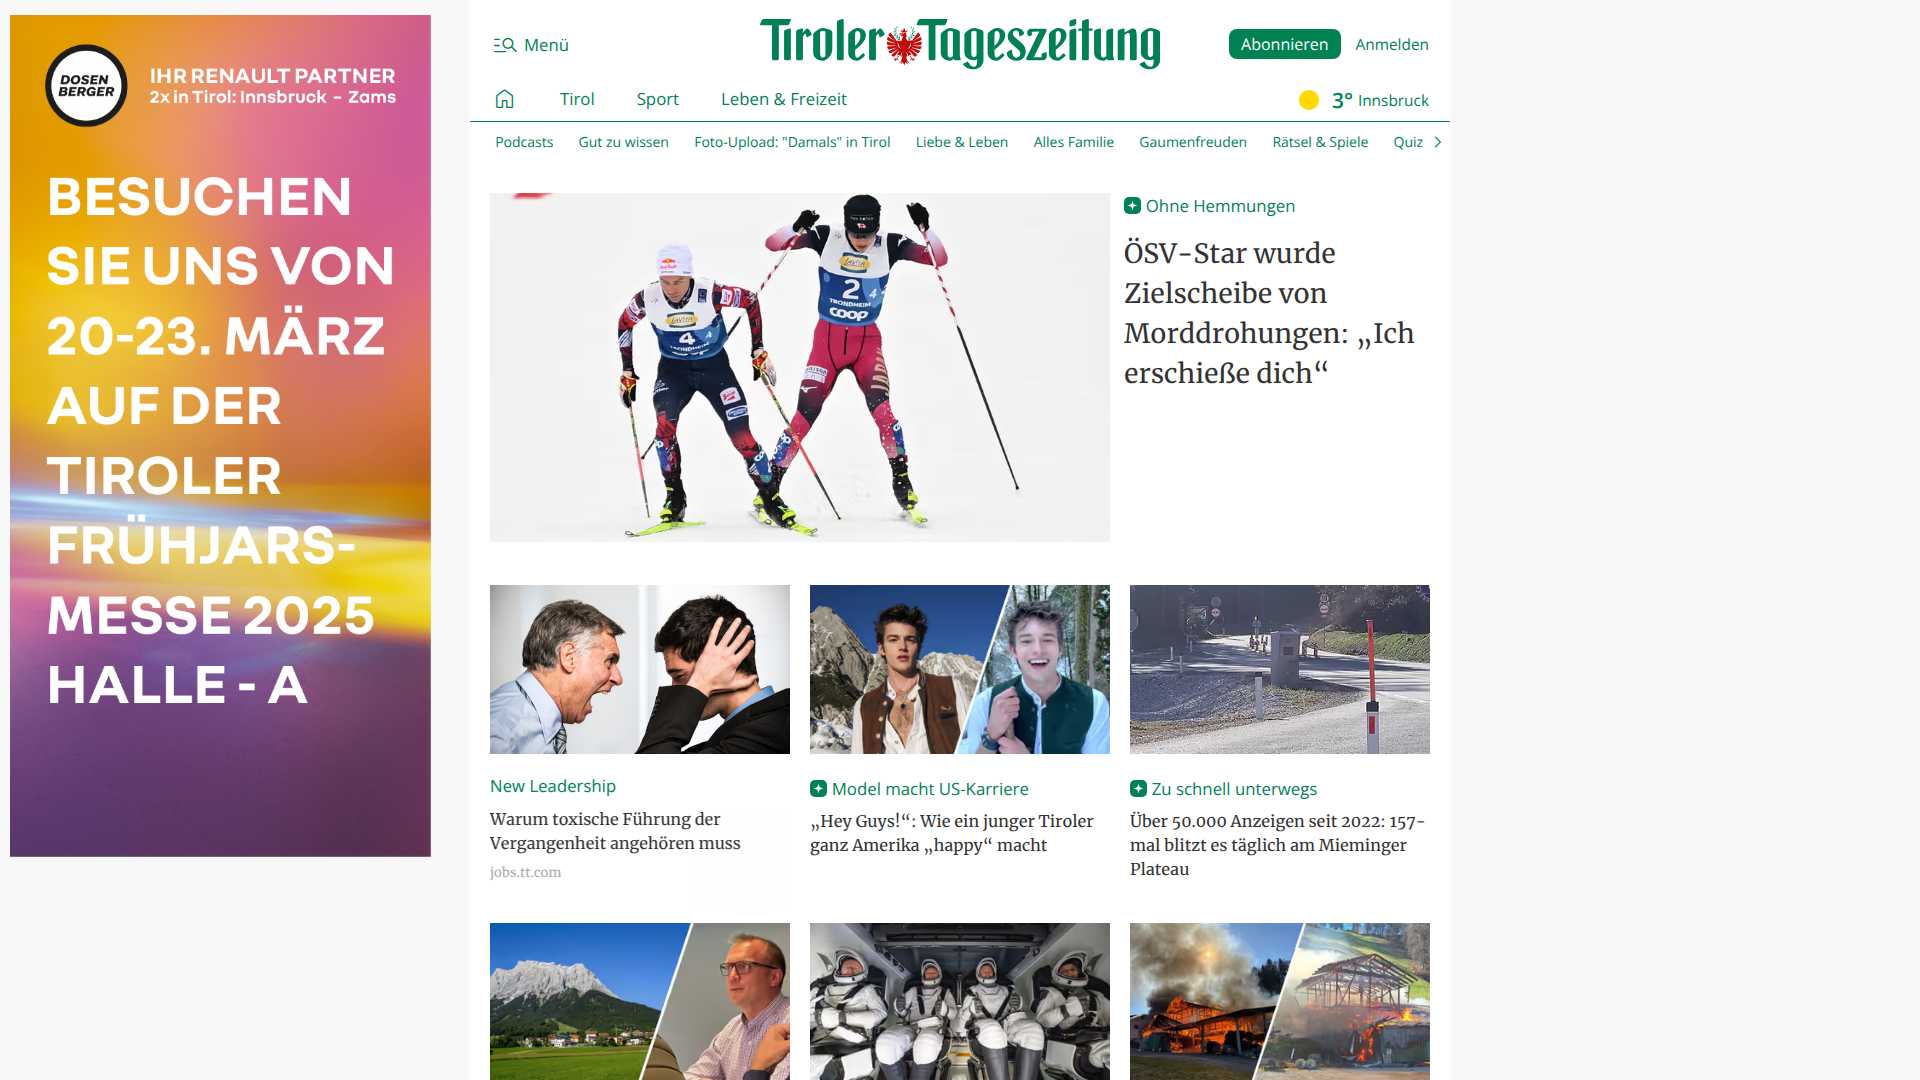 DOSEN
BERGER
IHR RENAULT PARTNER
2x in Tirol: Innsbruck - Zams
BESUCHEN
SIE UNS VON
20-23. MÄRZ
AUF DER
TIROLER
FRÜHJARS-
MESSE 2025
HALLE - A
Menü
Tiroler Tageszeitung
Abonnieren
Anmelden
Tirol
Sport
Leben & Freizeit
3° Innsbruck
Podcasts
Gut zu wissen
Foto-Upload: "Damals" in Tirol
Liebe & Leben
Alles Familie
Gaumenfreuden
Rätsel & Spiele
Quiz
2
TRONDHEIM
coop
4
Ohne Hemmungen
ÖSV-Star wurde
Zielscheibe von
Morddrohungen: „Ich
erschieße dich“
New Leadership
Warum toxische Führung der
Vergangenheit angehören muss
jobs.tt.com
Model macht US-Karriere
„Hey Guys!“: Wie ein junger Tiroler
ganz Amerika „happy“ macht
Zu schnell unterwegs
Über 50.000 Anzeigen seit 2022: 157-
mal blitzt es täglich am Mieminger
Plateau